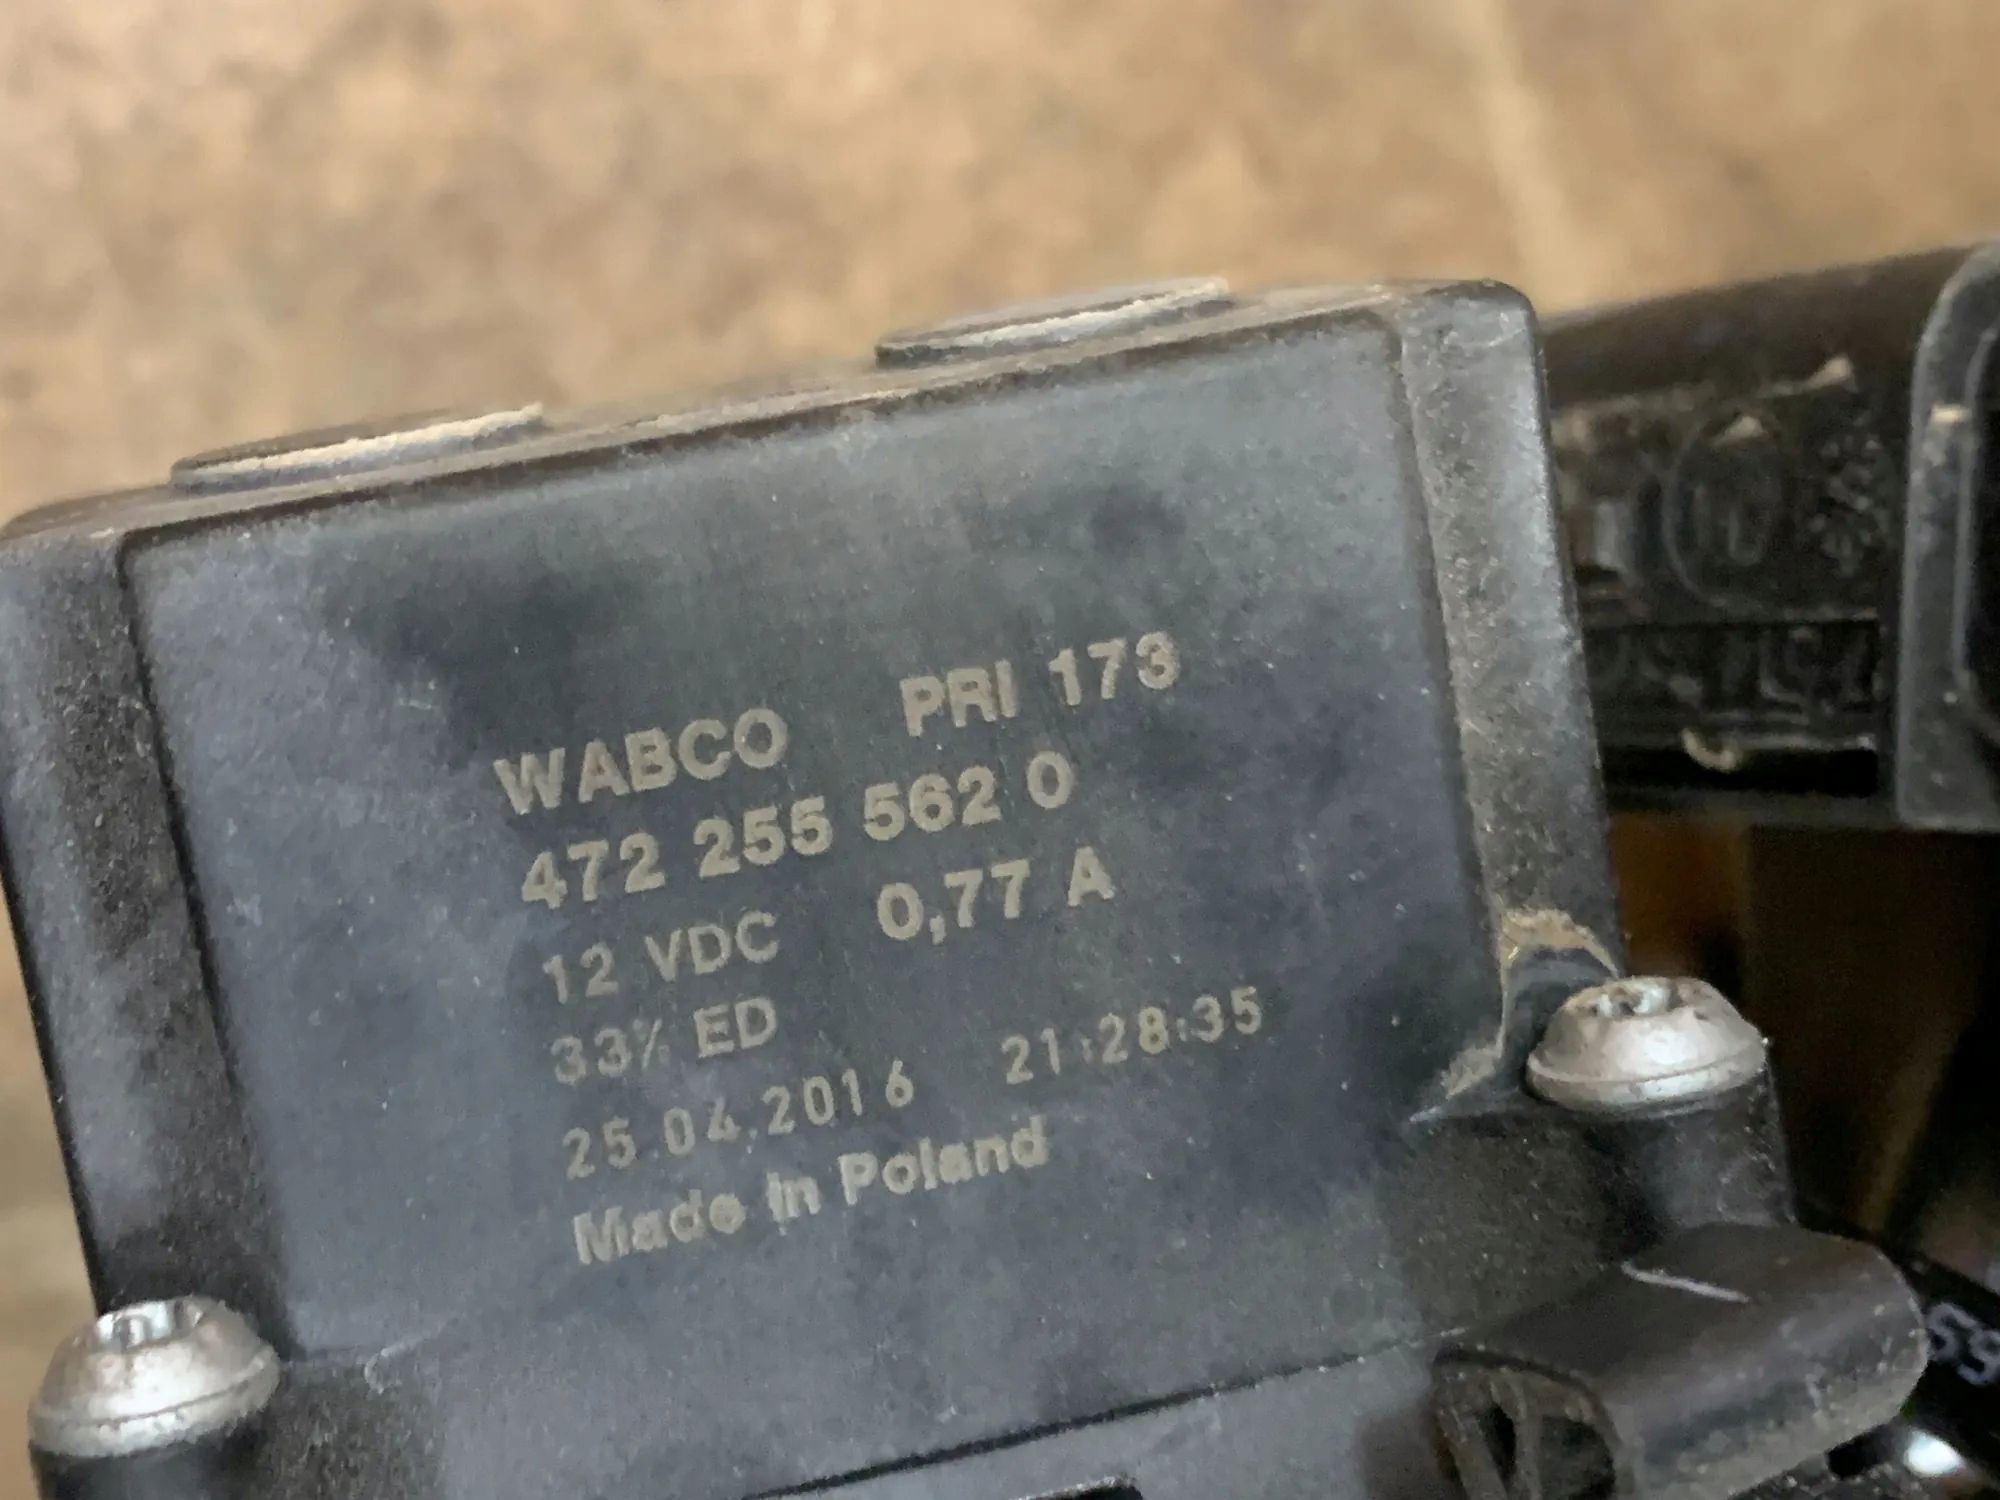 WABCO PRI 173
472 255 562 0
12 VDC 0,77 A
33% ED
25.04.2016 21:28:35
Made in Poland
59